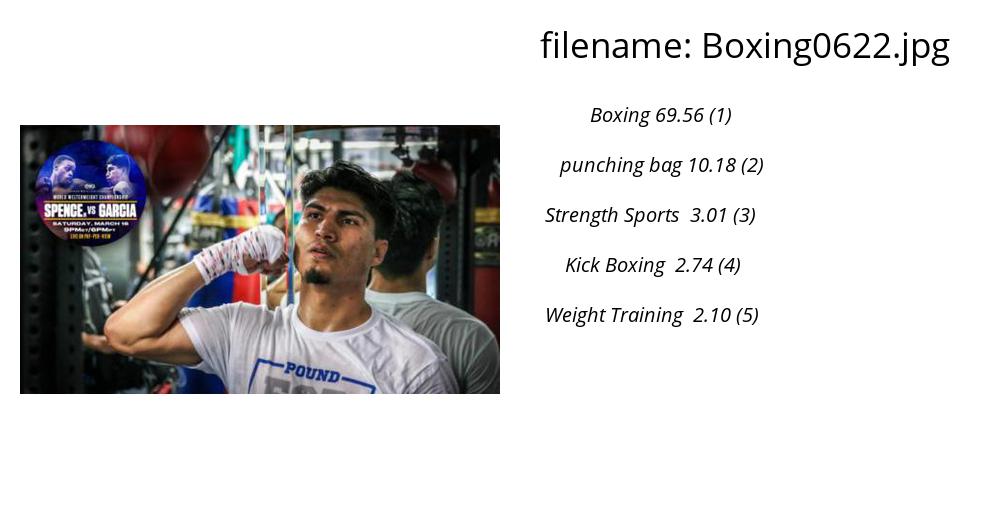 filename: Boxing0622.jpg
Boxing 69.56 (1)
punching bag 10.18 (2)
Strength Sports 3.01 (3)
Kick Boxing 2.74 (4)
Weight Training 2.10 (5)
WORLD WELTERWEIGHT CHAMPIONSHIP
SPENCE JR. VS GARCIA
SATURDAY, MARCH 16
9PM ET/6PM PT
LIVE ON PAY-PER-VIEW
POUND